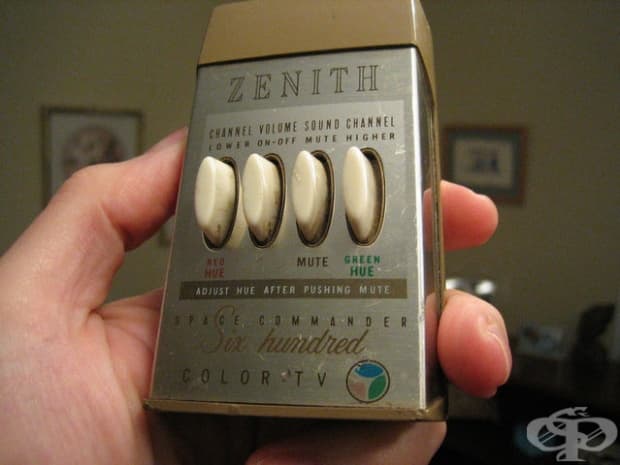 ZENITH
CHANNEL VOLUME SOUND CHANNEL
LOWER ON-OFF MUTE HIGHER
RED MUTE GREEN
HUE HUE
ADJUST HUE AFTER PUSHING MUTE
SPACE COMMANDER
Six hundred
COLOR TV